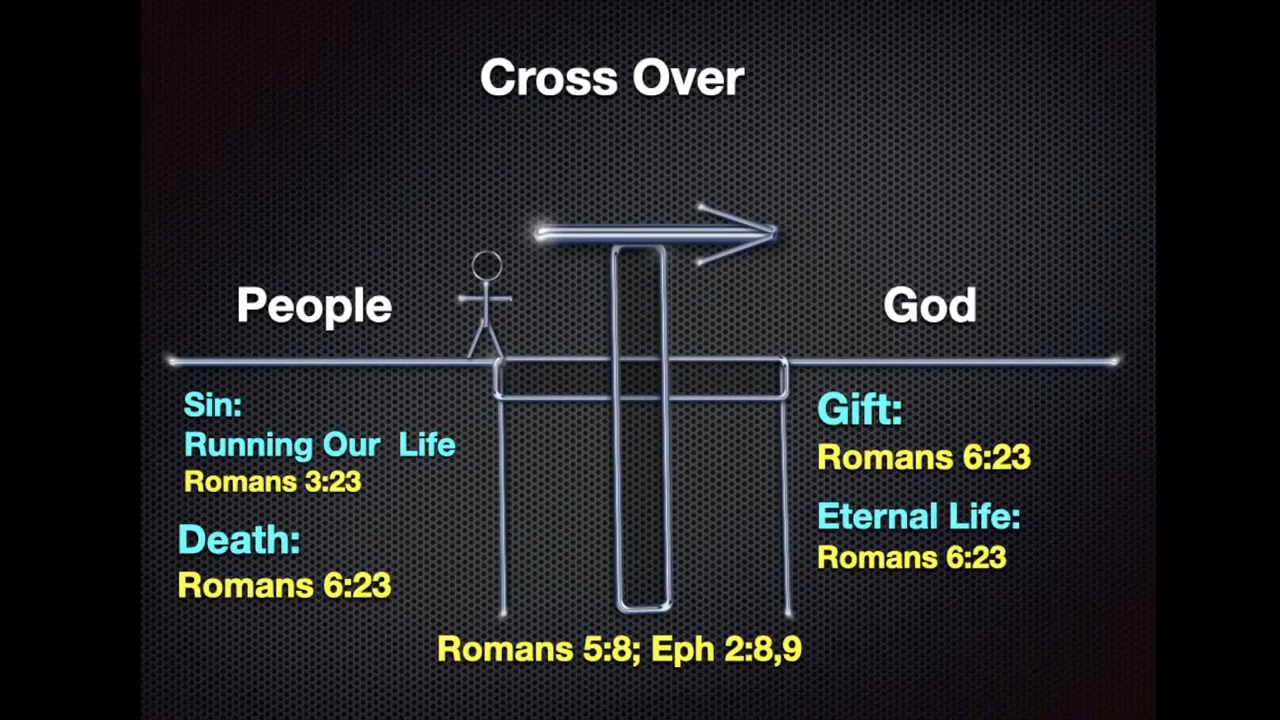 Cross Over
People
God
Sin:
Running Our Life
Romans 3:23
Death:
Romans 6:23
Gift:
Romans 6:23
Eternal Life:
Romans 6:23
Romans 5:8; Eph 2:8,9